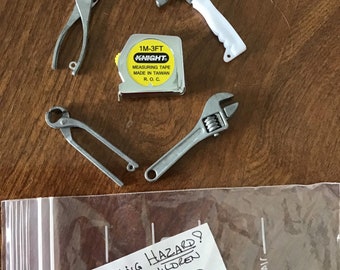 1M-3FT
KNIGHT
MEASURING TAPE
MADE IN TAIWAN
R. O. C.
HAZARD?